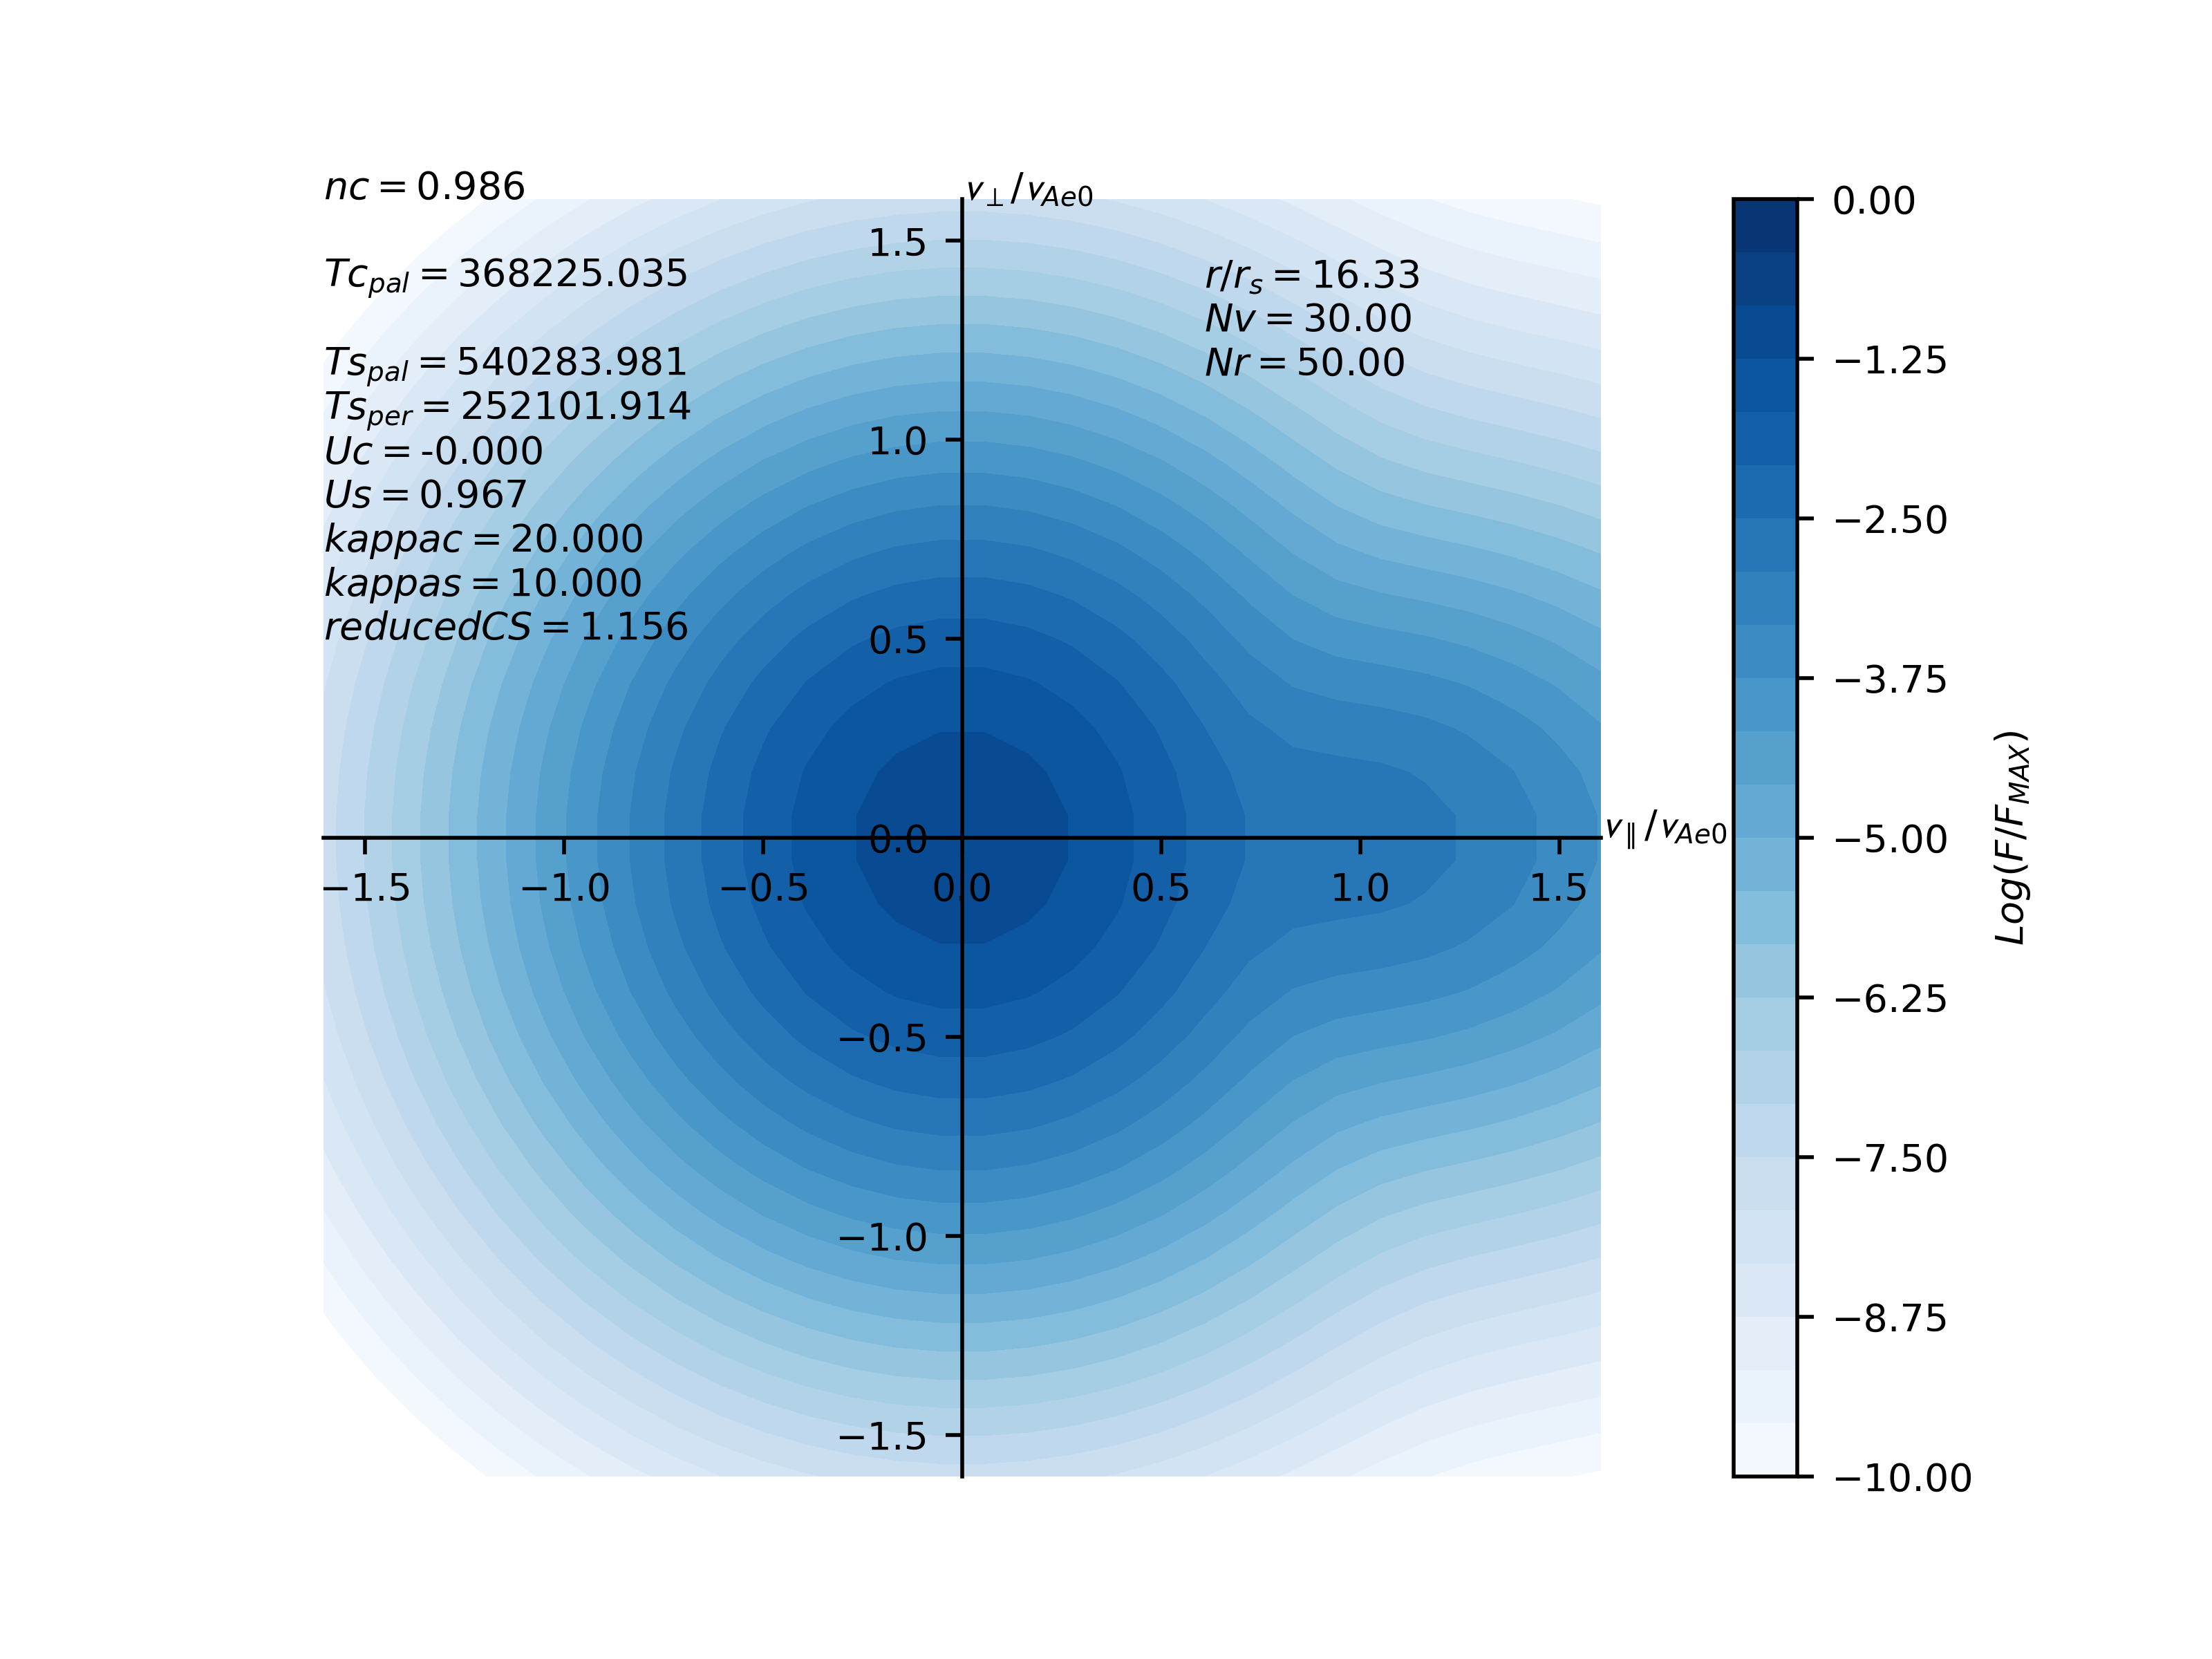 nc = 0.986
v⊥/vAe0
Tcpal = 368225.035
Tspal = 540283.981
Tsper = 252101.914
Uc = -0.000
Us = 0.967
kappac = 20.000
kappas = 10.000
reducedCS = 1.156
r/rs = 16.33
Nv = 30.00
Nr = 50.00
1.5
1.0
0.5
0.0
−0.5
−1.0
−1.5
−1.5 −1.0 −0.5 0.0 0.5 1.0 1.5
v∥/vAe0
0.00
−1.25
−2.50
−3.75
−5.00
−6.25
−7.50
−8.75
−10.00
Log(F/FMAX)